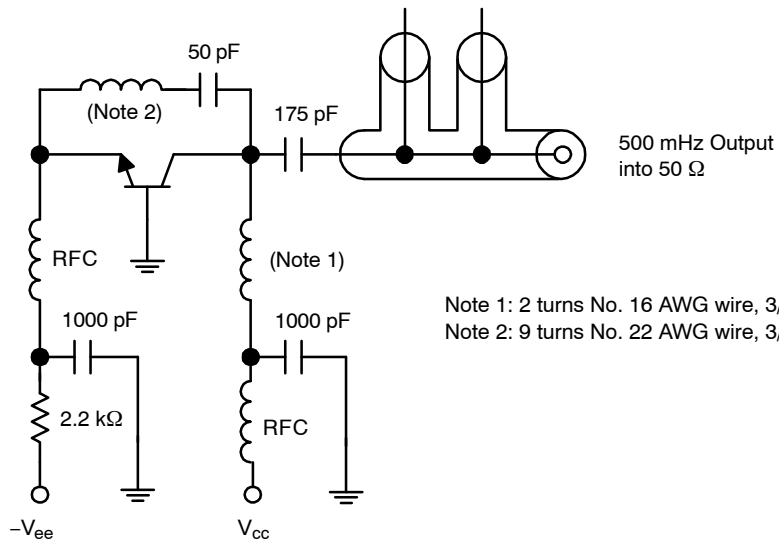 50 pF
(Note 2)
175 pF
500 mHz Output
into 50 Ω
RFC
(Note 1)
1000 pF
1000 pF
Note 1: 2 turns No. 16 AWG wire, 3/
Note 2: 9 turns No. 22 AWG wire, 3/
2.2 kΩ
RFC
−Vee
Vcc